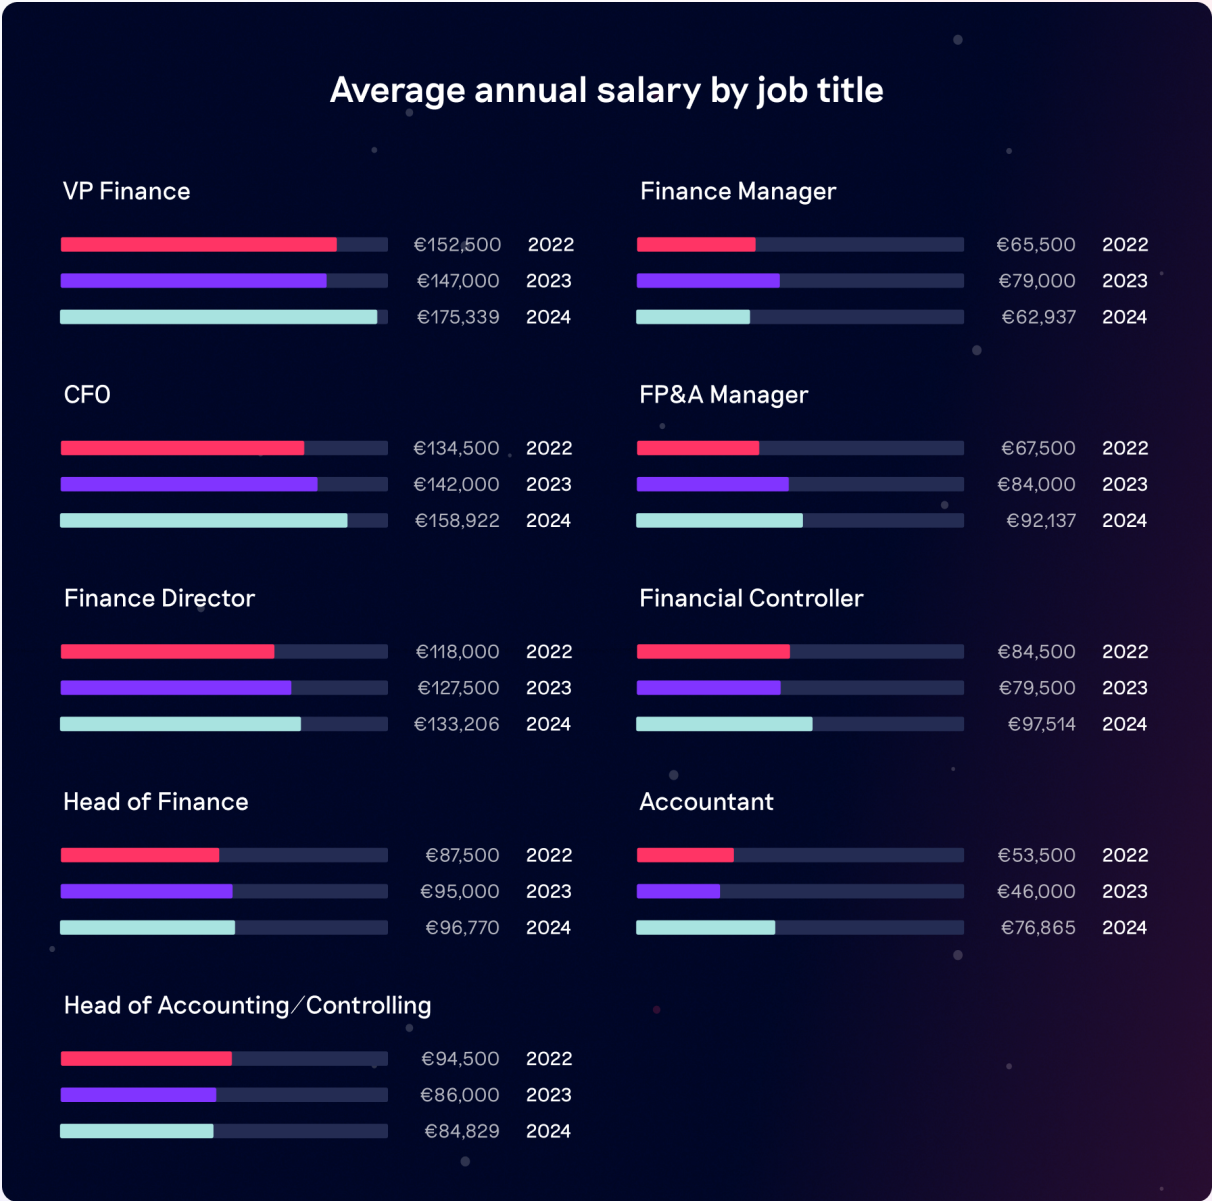 Average annual salary by job title
VP Finance
€152,500 2022
€147,000 2023
€175,339 2024
CFO
€134,500 2022
€142,000 2023
€158,922 2024
Finance Director
€118,000 2022
€127,500 2023
€133,206 2024
Head of Finance
€87,500 2022
€95,000 2023
€96,770 2024
Head of Accounting/Controlling
€94,500 2022
€86,000 2023
€84,829 2024
Finance Manager
€65,500 2022
€79,000 2023
€62,937 2024
FP&A Manager
€67,500 2022
€84,000 2023
€92,137 2024
Financial Controller
€84,500 2022
€79,500 2023
€97,514 2024
Accountant
€53,500 2022
€46,000 2023
€76,865 2024